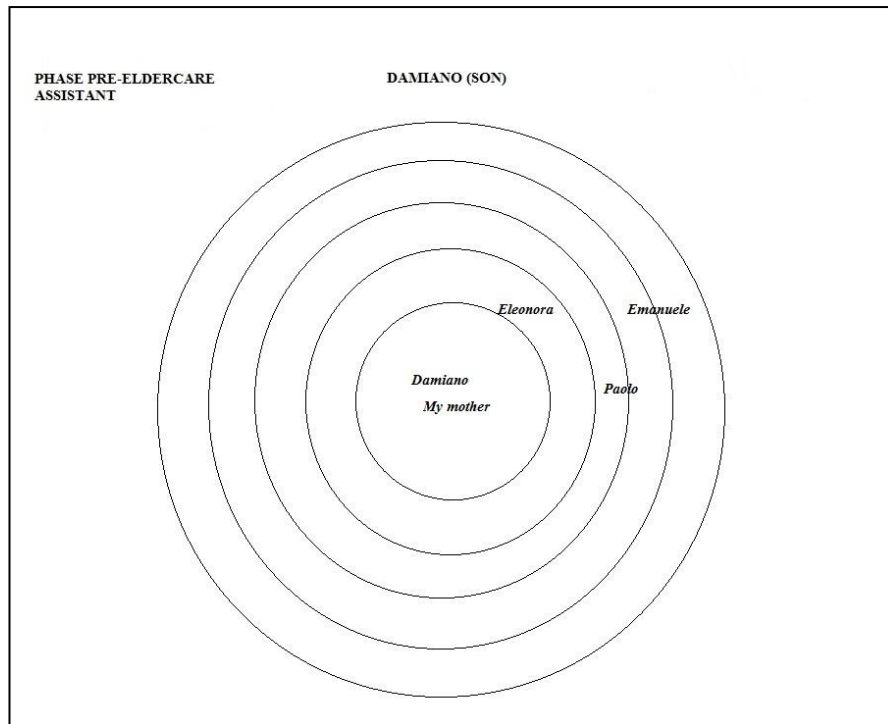 PHASE PRE-ELDERCARE
ASSISTANT
DAMIANO (SON)
Eleonora
Emanuele
Damiano
Paolo
My mother